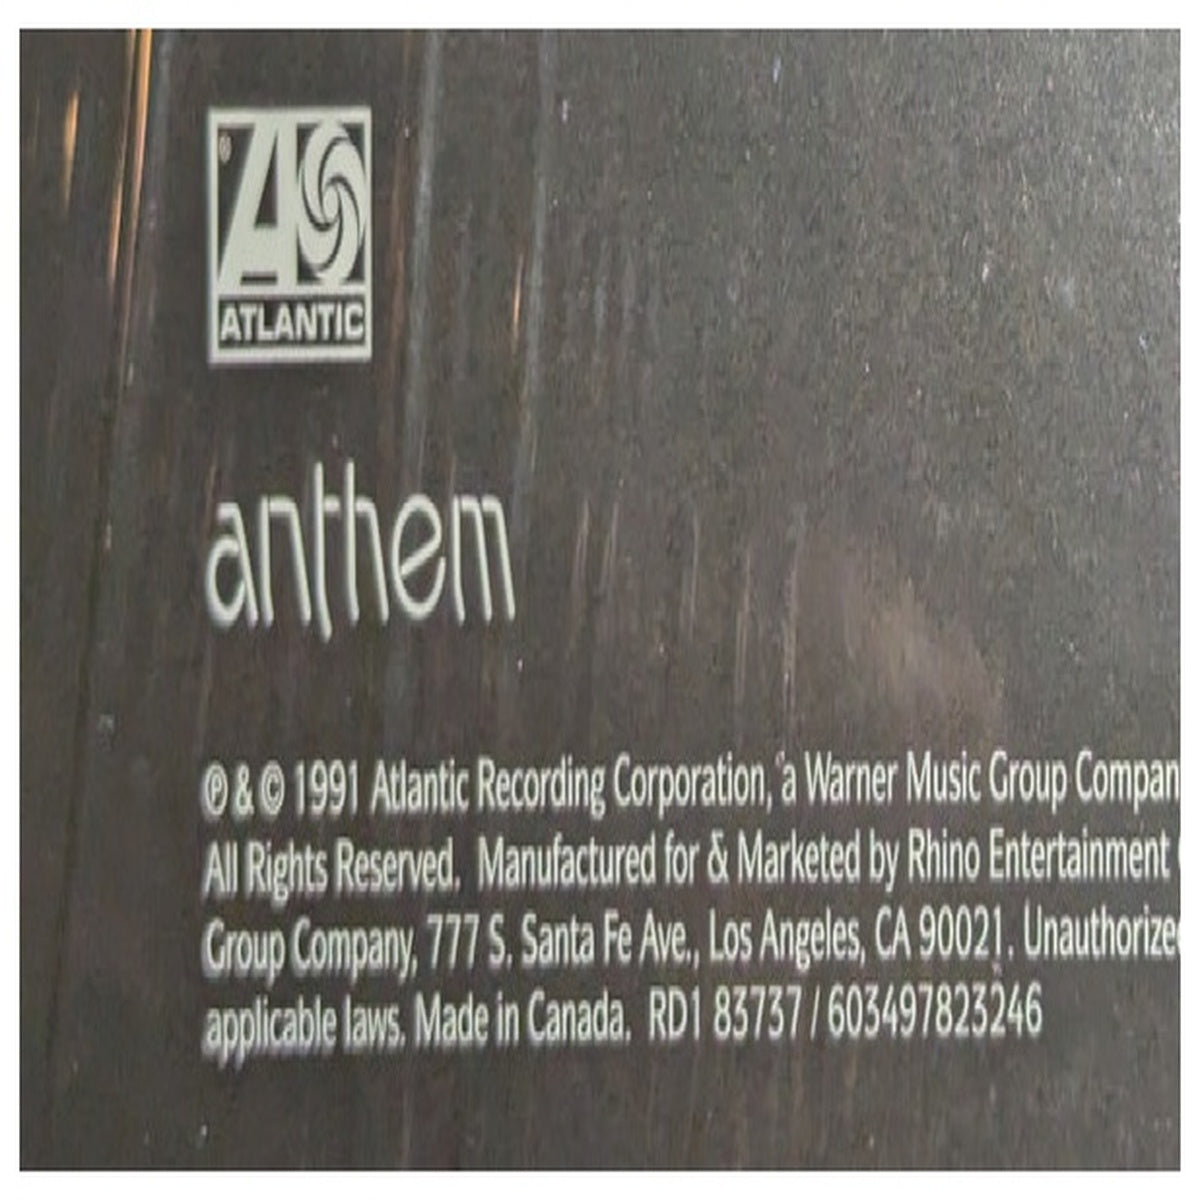 ATLANTIC
anthem
℗ & © 1991 Atlantic Recording Corporation, a Warner Music Group Compan
All Rights Reserved. Manufactured for & Marketed by Rhino Entertainment
Group Company, 777 S. Santa Fe Ave., Los Angeles, CA 90021. Unauthorized
applicable laws. Made in Canada. RD1 83737 / 603497823246